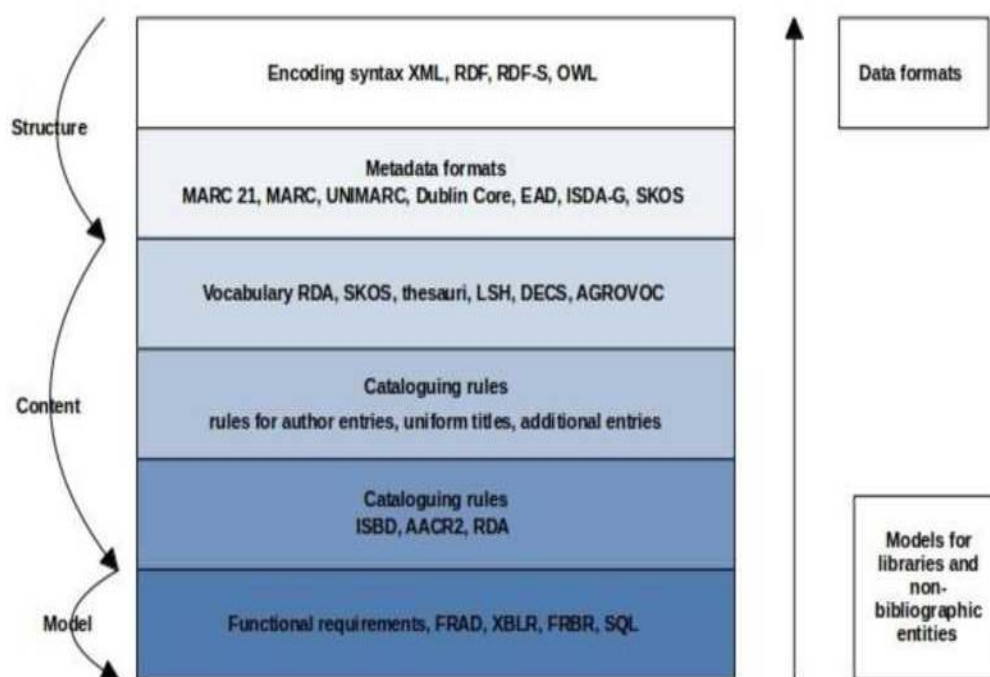 Encoding syntax XML, RDF, RDF-S, OWL
Data formats
Structure
Metadata formats
MARC 21, MARC, UNIMARC, Dublin Core, EAD, ISDA-G, SKOS
Vocabulary RDA, SKOS, thesauri, LSH, DECS, AGROVOC
Content
Cataloguing rules
rules for author entries, uniform titles, additional entries
Cataloguing rules
ISBD, AACR2, RDA
Models for
libraries and
non-
bibliographic
entities
Model
Functional requirements, FRAD, XBLR, FRBR, SQL